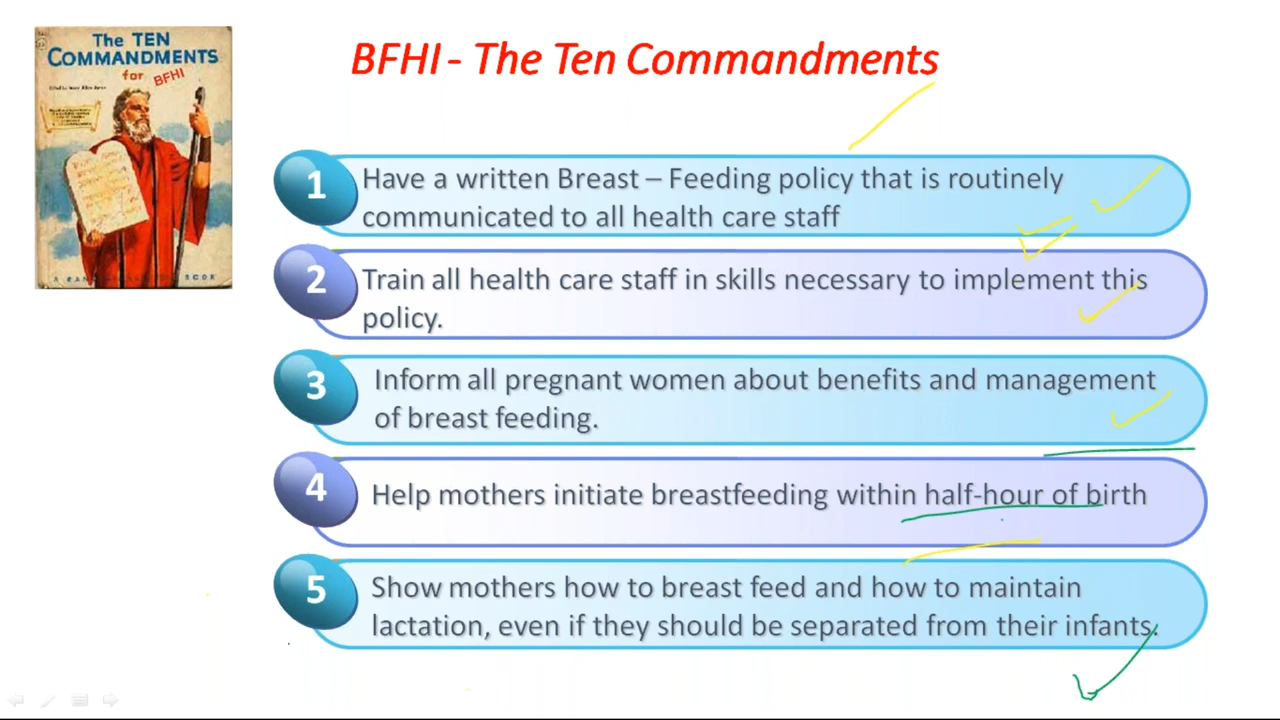 The TEN
COMMANDMENTS
for BFHI
BFHI - The Ten Commandments
1 Have a written Breast – Feeding policy that is routinely
communicated to all health care staff
2 Train all health care staff in skills necessary to implement this
policy.
3 Inform all pregnant women about benefits and management
of breast feeding.
4 Help mothers initiate breastfeeding within half-hour of birth
5 Show mothers how to breast feed and how to maintain
lactation, even if they should be separated from their infants.